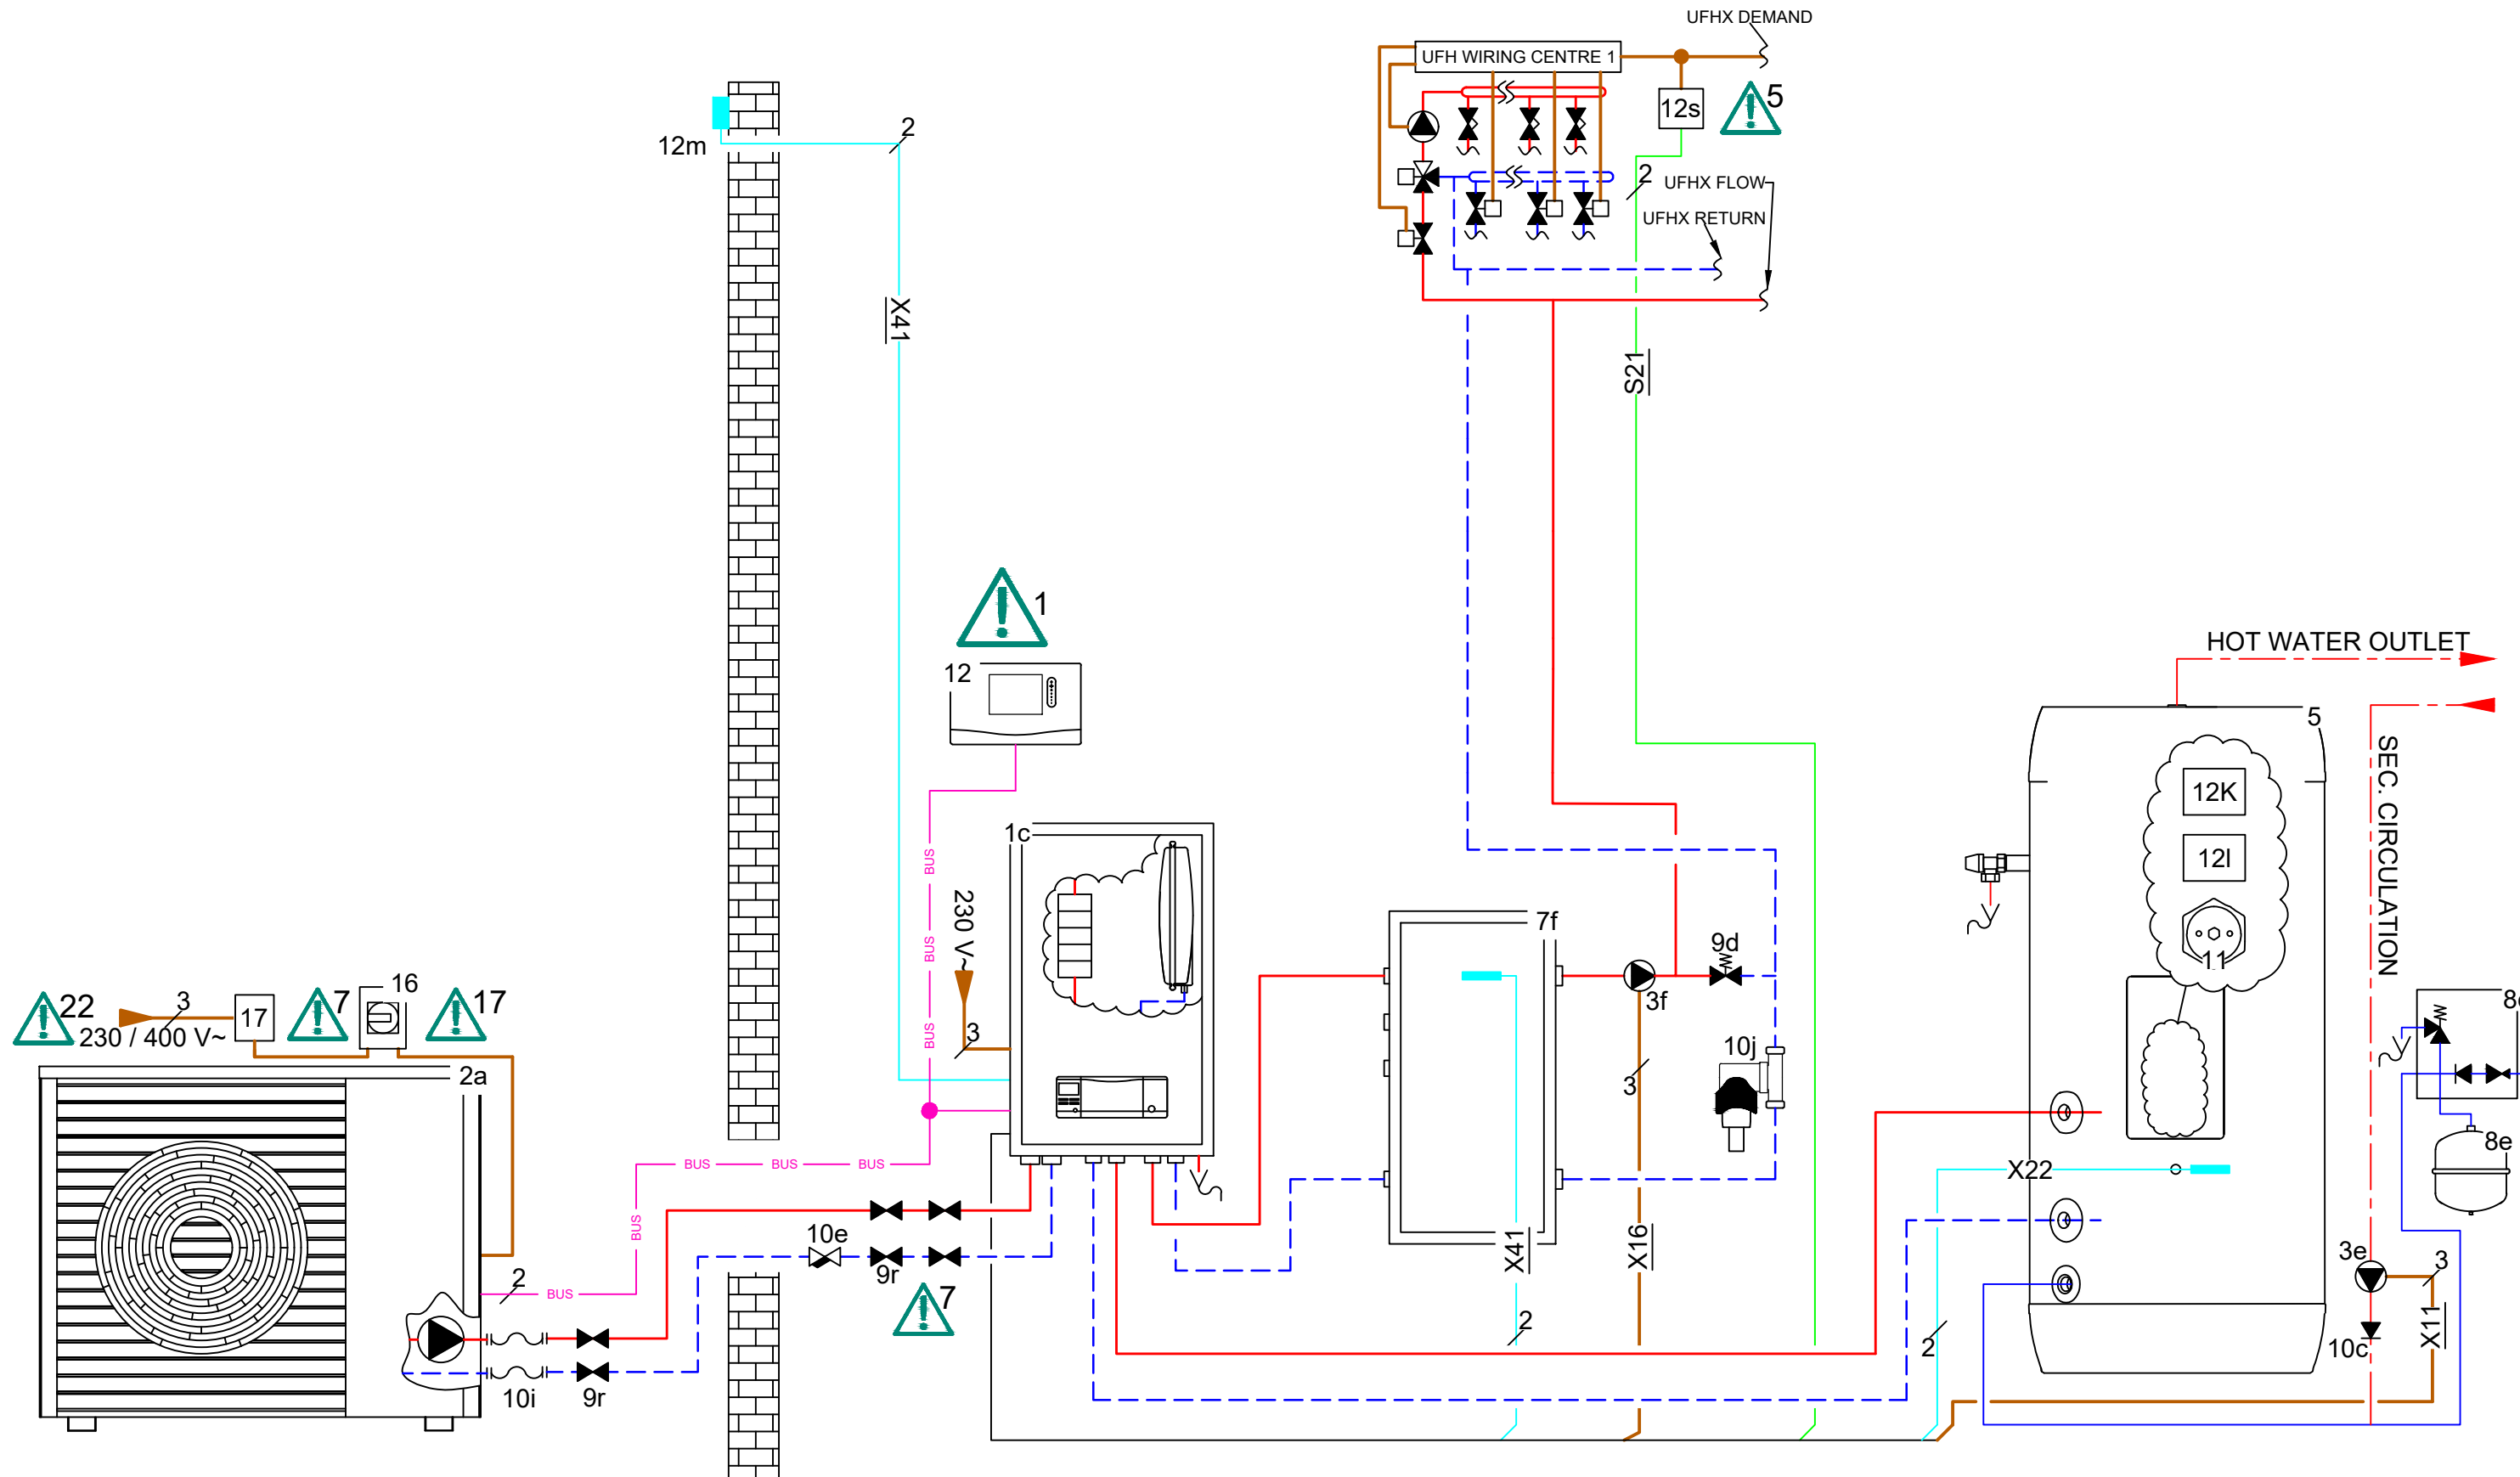 UFHX DEMAND
UFH WIRING CENTRE 1
12s
5
2
12m
2
UFHX FLOW
UFHX RETURN
X41
S21
1
12
HOT WATER OUTLET
5
SEC. CIRCULATION
12K
12l
11
1c
BUS
BUS
BUS
230 V~
3
7f
9d
3f
10j
3
22
3
230 / 400 V~
17
7
16
17
2a
8e
X22
BUS
BUS
BUS
BUS
10e
9r
7
2
BUS
10i
9r
X41
X16
2
2
3e
3
X11
10c